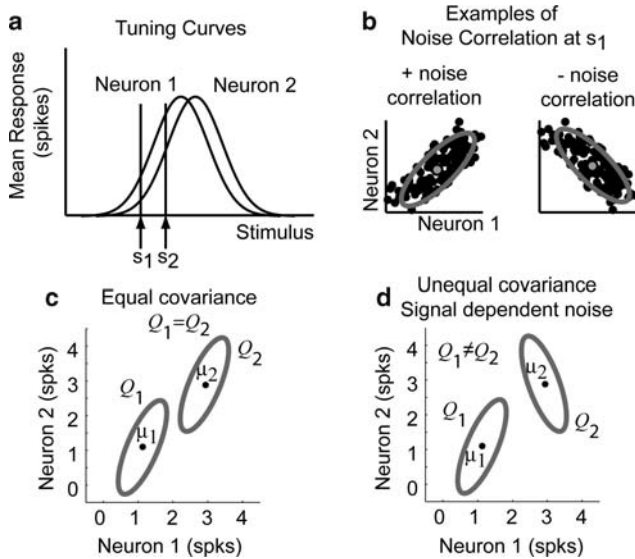 a
Tuning Curves
Neuron 1
Neuron 2
Mean Response
(spikes)
Stimulus
s1
s2
b
Examples of
Noise Correlation at s1
+ noise
correlation
- noise
correlation
Neuron 2
Neuron 1
c
Equal covariance
Q1=Q2
Q2
μ2
Q1
μ1
Neuron 2 (spks)
4
3
2
1
0
0 1 2 3 4
Neuron 1 (spks)
d
Unequal covariance
Signal dependent noise
Q1≠Q2
μ2
Q1
Q2
μ1
Neuron 2 (spks)
4
3
2
1
0
0 1 2 3 4
Neuron 1 (spks)